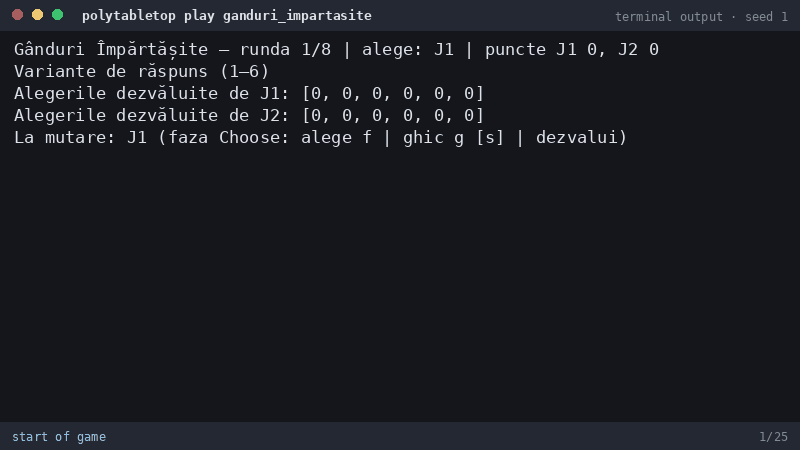 polytabletop play ganduri_impartasite
terminal output · seed 1
Gânduri Împărtășite — runda 1/8 | alege: J1 | puncte J1 0, J2 0
Variante de răspuns (1–6)
Alegerile dezvăluite de J1: [0, 0, 0, 0, 0, 0]
Alegerile dezvăluite de J2: [0, 0, 0, 0, 0, 0]
La mutare: J1 (faza Choose: alege f | ghic g [s] | dezvalui)
start of game
1/25